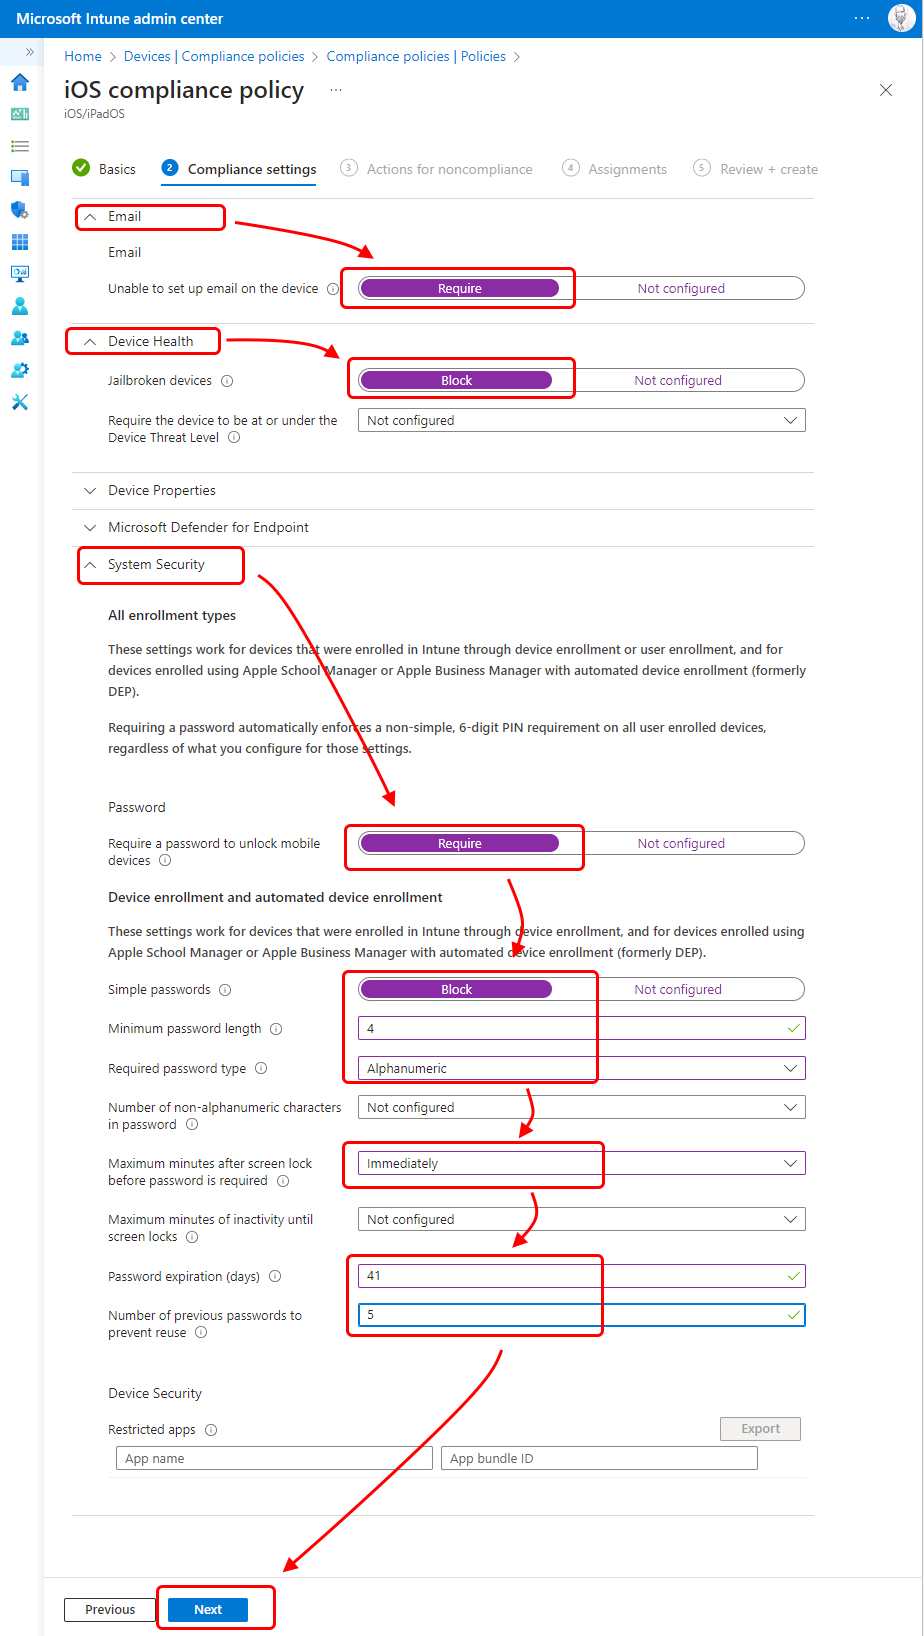 Microsoft Intune admin center
Home > Devices | Compliance policies > Compliance policies | Policies >
iOS compliance policy ...
iOS/iPadOS
Basics 2 Compliance settings 3 Actions for noncompliance 4 Assignments 5 Review + create
Email
Email
Unable to set up email on the device Require Not configured
Device Health
Jailbroken devices Block Not configured
Require the device to be at or under the
Device Threat Level
Not configured
Device Properties
Microsoft Defender for Endpoint
System Security
All enrollment types
These settings work for devices that were enrolled in Intune through device enrollment or user enrollment, and for
devices enrolled using Apple School Manager or Apple Business Manager with automated device enrollment (formerly
DEP).
Requiring a password automatically enforces a non-simple, 6-digit PIN requirement on all user enrolled devices,
regardless of what you configure for those settings.
Password
Require a password to unlock mobile
devices
Require Not configured
Device enrollment and automated device enrollment
These settings work for devices that were enrolled in Intune through device enrollment, and for devices enrolled using
Apple School Manager or Apple Business Manager with automated device enrollment (formerly DEP).
Simple passwords Block Not configured
Minimum password length 4
Required password type Alphanumeric
Number of non-alphanumeric characters
in password
Not configured
Maximum minutes after screen lock
before password is required
Immediately
Maximum minutes of inactivity until
screen locks
Not configured
Password expiration (days) 41
Number of previous passwords to
prevent reuse
5
Device Security
Restricted apps Export
App name App bundle ID
Previous Next